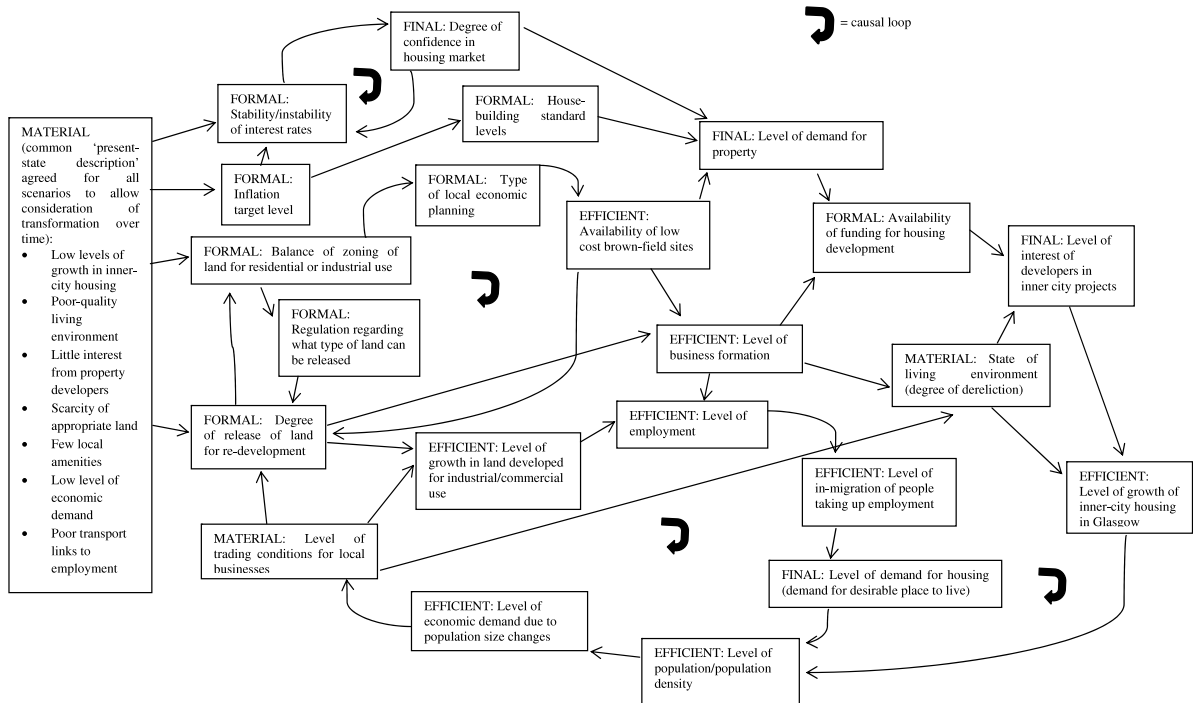 = causal loop
FINAL: Degree of
confidence in
housing market
FORMAL:
Stability/instability
of interest rates
FORMAL: House-
building standard
levels
MATERIAL
(common ‘present-
state description’
agreed for all
scenarios to allow
consideration of
transformation over
time):
• Low levels of
growth in inner-
city housing
• Poor-quality
living
environment
• Little interest
from property
developers
• Scarcity of
appropriate land
• Few local
amenities
• Low level of
economic
demand
• Poor transport
links to
employment
FINAL: Level of demand for
property
FORMAL:
Inflation
target level
FORMAL: Type
of local economic
planning
EFFICIENT:
Availability of low
cost brown-field sites
FORMAL: Availability
of funding for housing
development
FINAL: Level of
interest of
developers in
inner city
projects
FORMAL: Balance of zoning of
land for residential or industrial use
FORMAL:
Regulation regarding
what type of land can
be released
EFFICIENT: Level of
business formation
MATERIAL: State of
living environment
(degree of dereliction)
FORMAL: Degree
of release of land
for re-development
EFFICIENT: Level of
growth in land developed
for industrial/commercial
use
EFFICIENT: Level of
employment
EFFICIENT: Level of
in-migration of people
taking up employment
EFFICIENT:
Level of growth of
inner-city housing
in Glasgow
MATERIAL: Level of
trading conditions for local
businesses
FINAL: Level of demand for housing
(demand for desirable place to live)
EFFICIENT: Level of
economic demand due to
population size changes
EFFICIENT: Level of
population/population
density